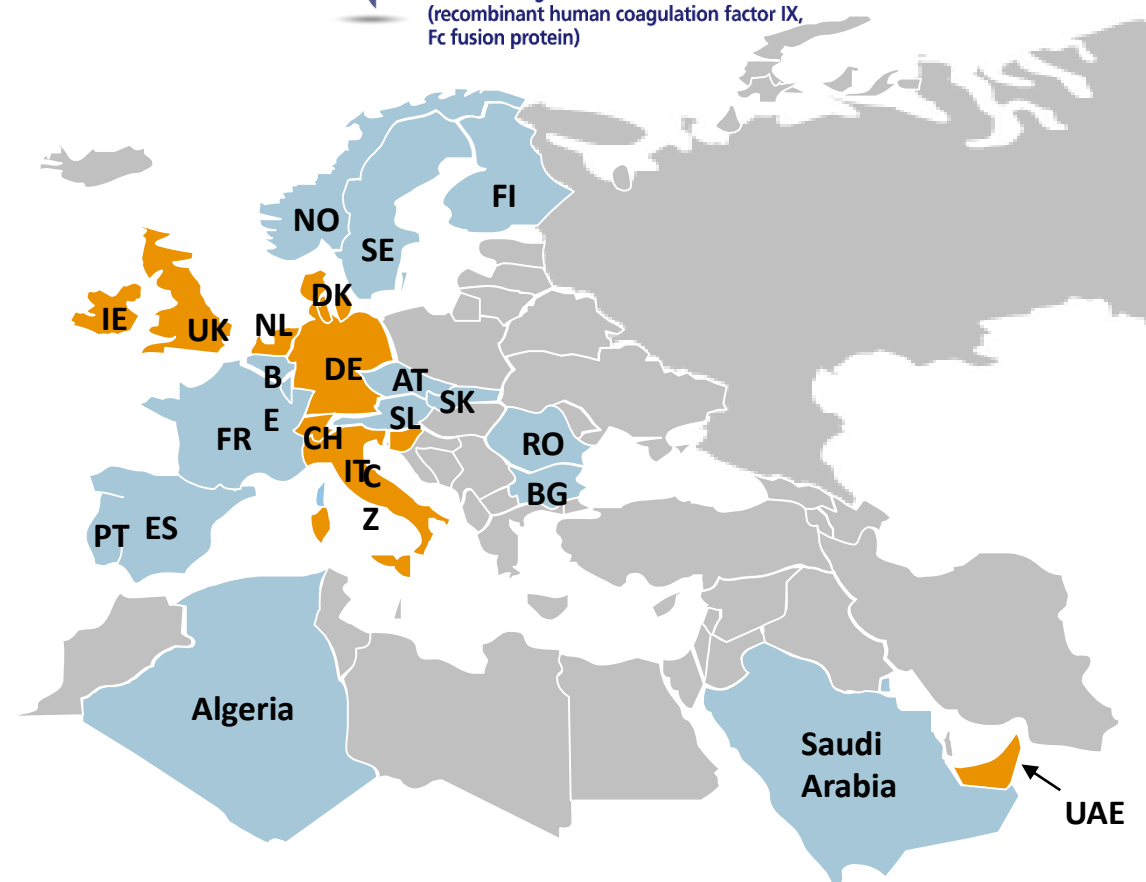 (recombinant human coagulation factor IX,
Fc fusion protein)
FI
NO
SE
DK
IE
UK
NL
DE
B
E
AT
SK
SL
FR
CH
IT
C
Z
RO
BG
PT
ES
Algeria
Saudi
Arabia
UAE